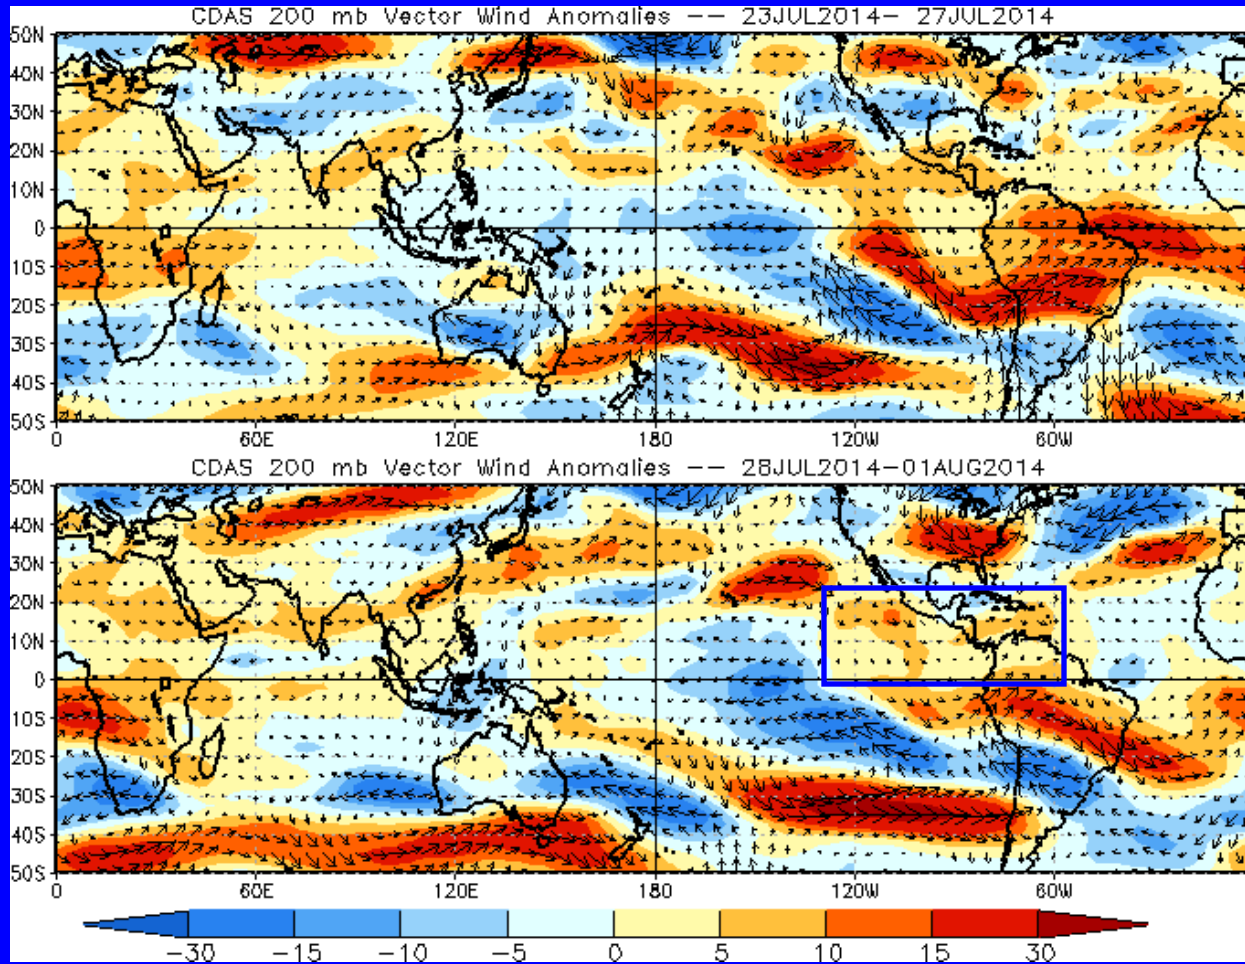 CDAS 200 mb Vector Wind Anomalies -- 23JUL2014- 27JUL2014
50N
40N
30N
20N
10N
0
10S
20S
30S
40S
50S
0 60E 120E 180 120W 60W
CDAS 200 mb Vector Wind Anomalies -- 28JUL2014-01AUG2014
50N
40N
30N
20N
10N
0
10S
20S
30S
40S
50S
0 60E 120E 180 120W 60W
-30 -15 -10 -5 0 5 10 15 30